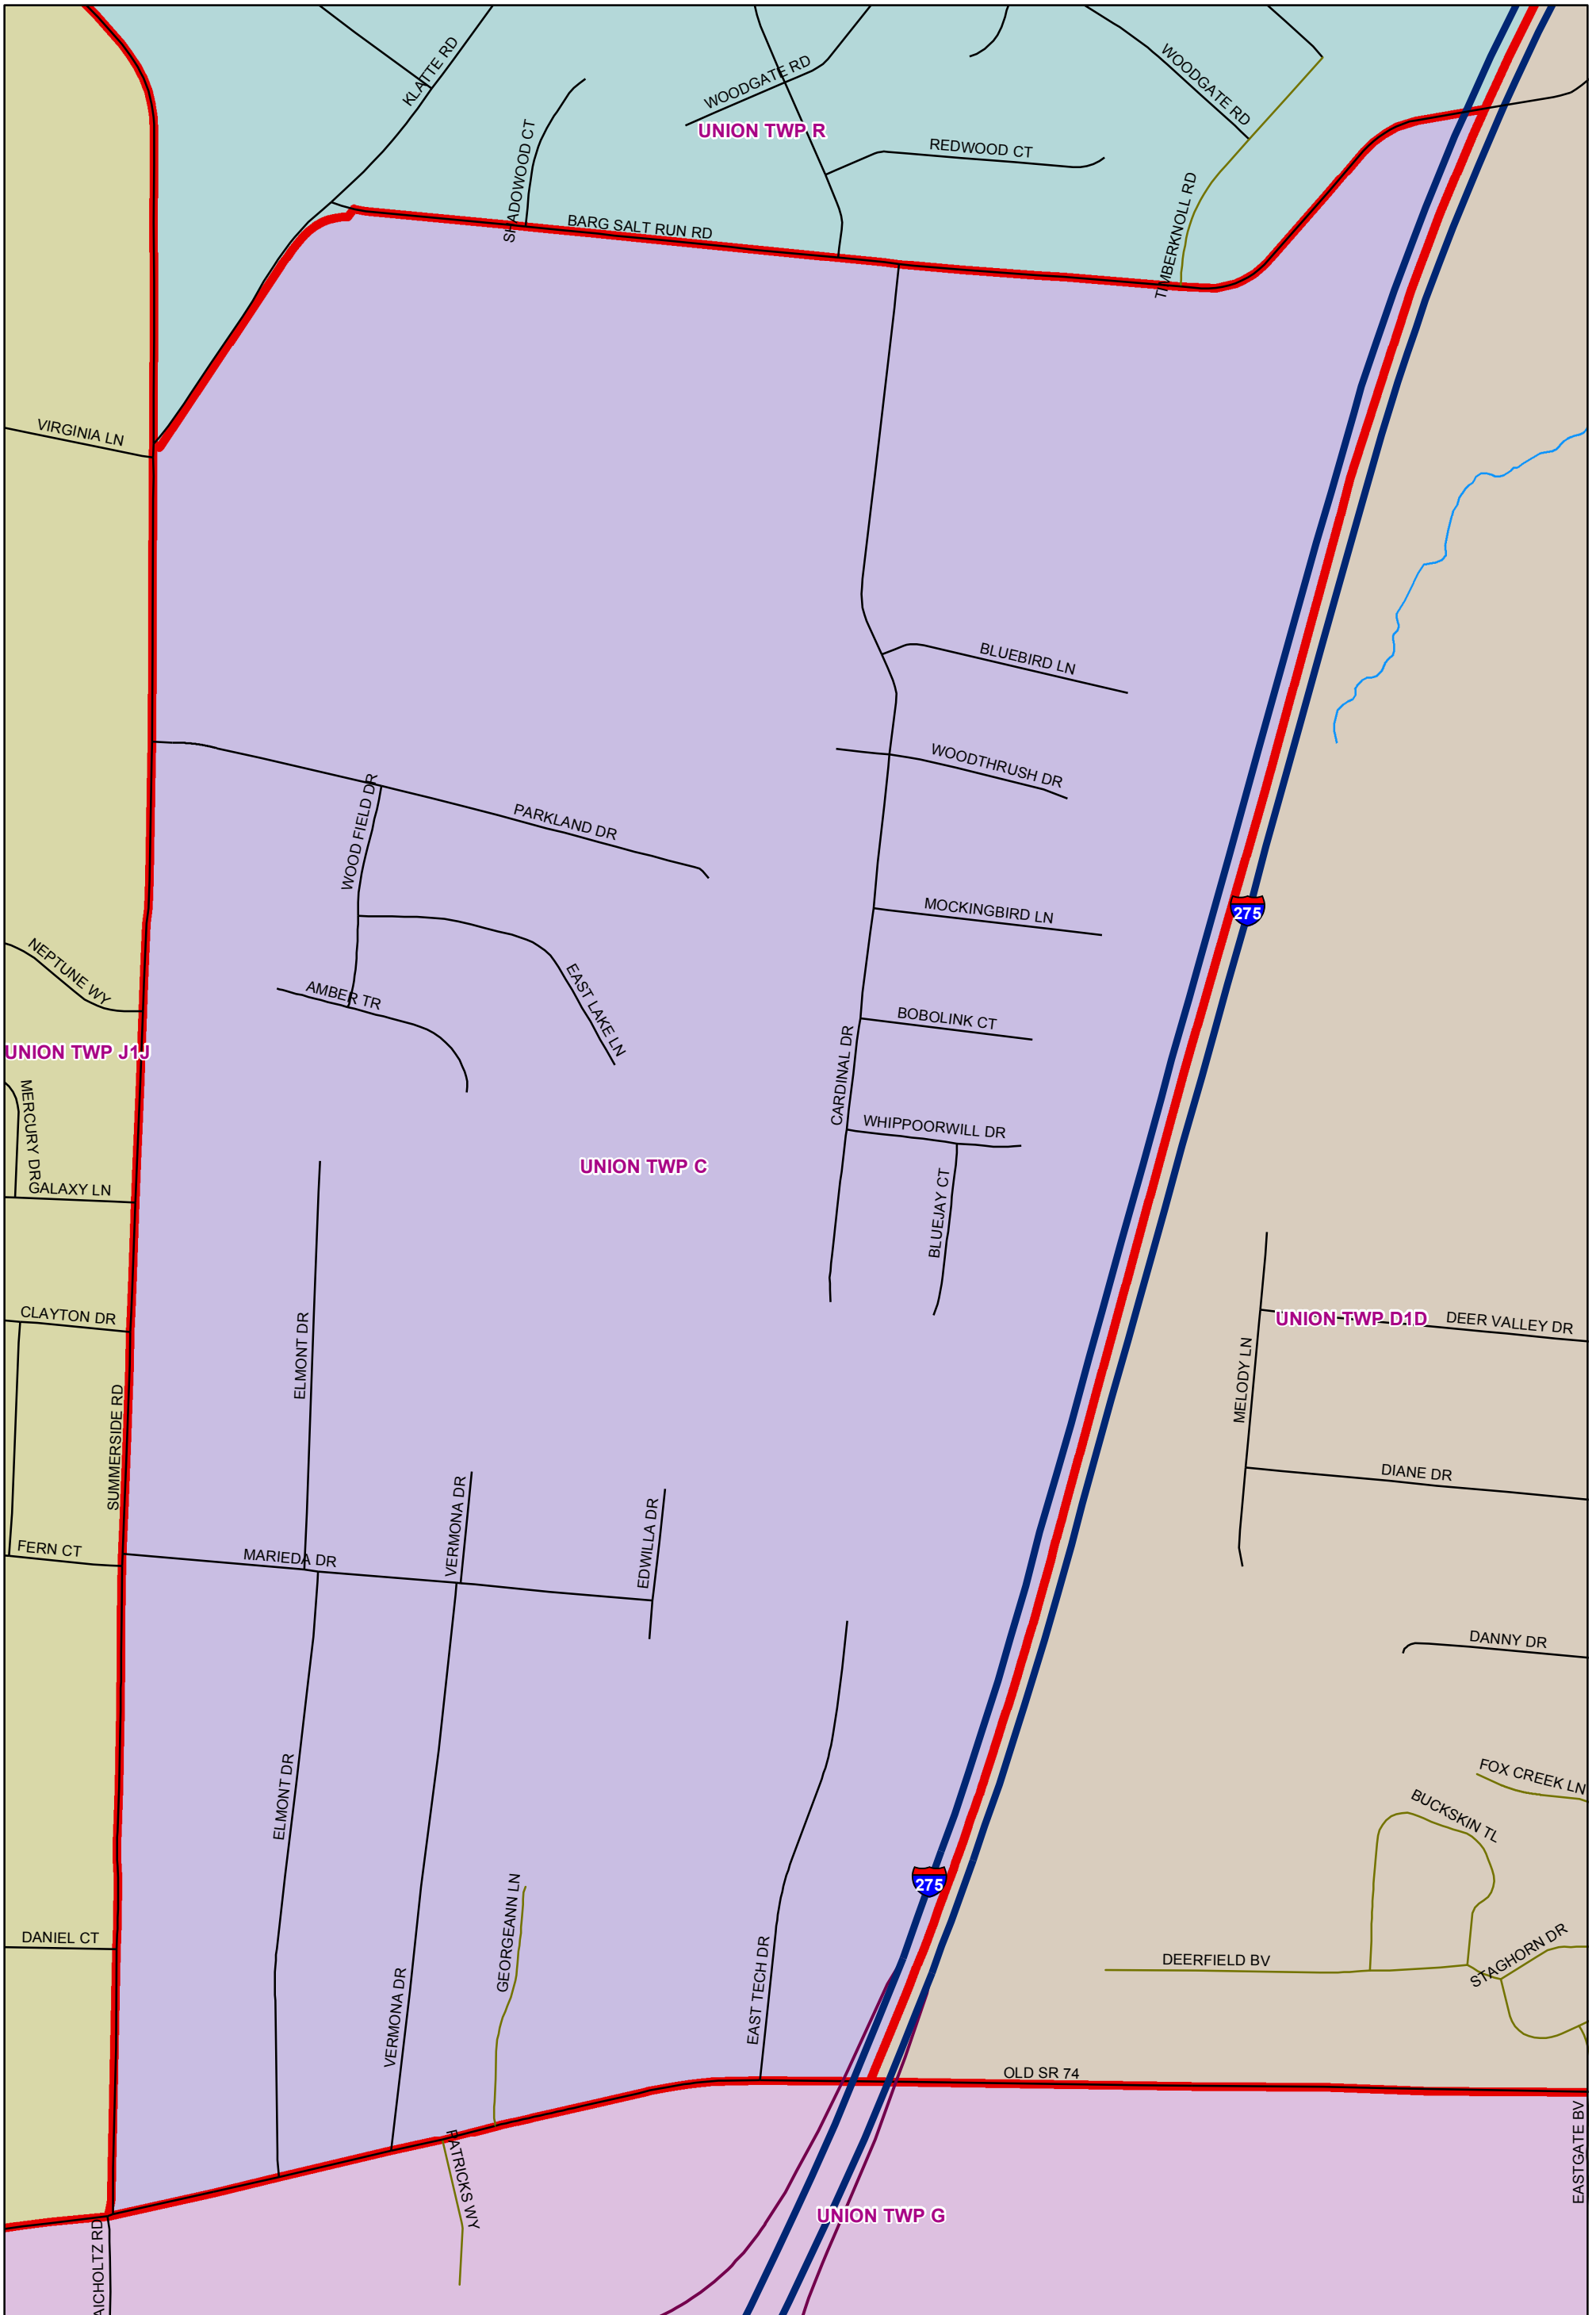 KLATTE RD
WOODGATE RD
WOODGATE RD
UNION TWP R
SHADOWOOD CT
REDWOOD CT
TIMBERKNOLL RD
BARG SALT RUN RD
VIRGINIA LN
BLUEBIRD LN
WOODTHRUSH DR
WOOD FIELD DR
PARKLAND DR
MOCKINGBIRD LN
275
NEPTUNE WY
AMBER TR
EAST LAKE LN
BOBOLINK CT
CARDINAL DR
UNION TWP J1J
MERCURY DR
WHIPPOORWILL DR
UNION TWP C
GALAXY LN
BLUEJAY CT
CLAYTON DR
ELMONT DR
UNION TWP D1D
DEER VALLEY DR
MELODY LN
SUMMERSIDE RD
DIANE DR
VERMONA DR
EDWILLA DR
FERN CT
MARIEDA DR
DANNY DR
FOX CREEK LN
ELMONT DR
BUCKSKIN TL
275
GEORGEANN LN
DANIEL CT
EAST TECH DR
DEERFIELD BV
STAGHORN DR
VERMONA DR
OLD SR 74
PATRICKS WY
EASTGATE BV
UNION TWP G
AICHOLTZ RD